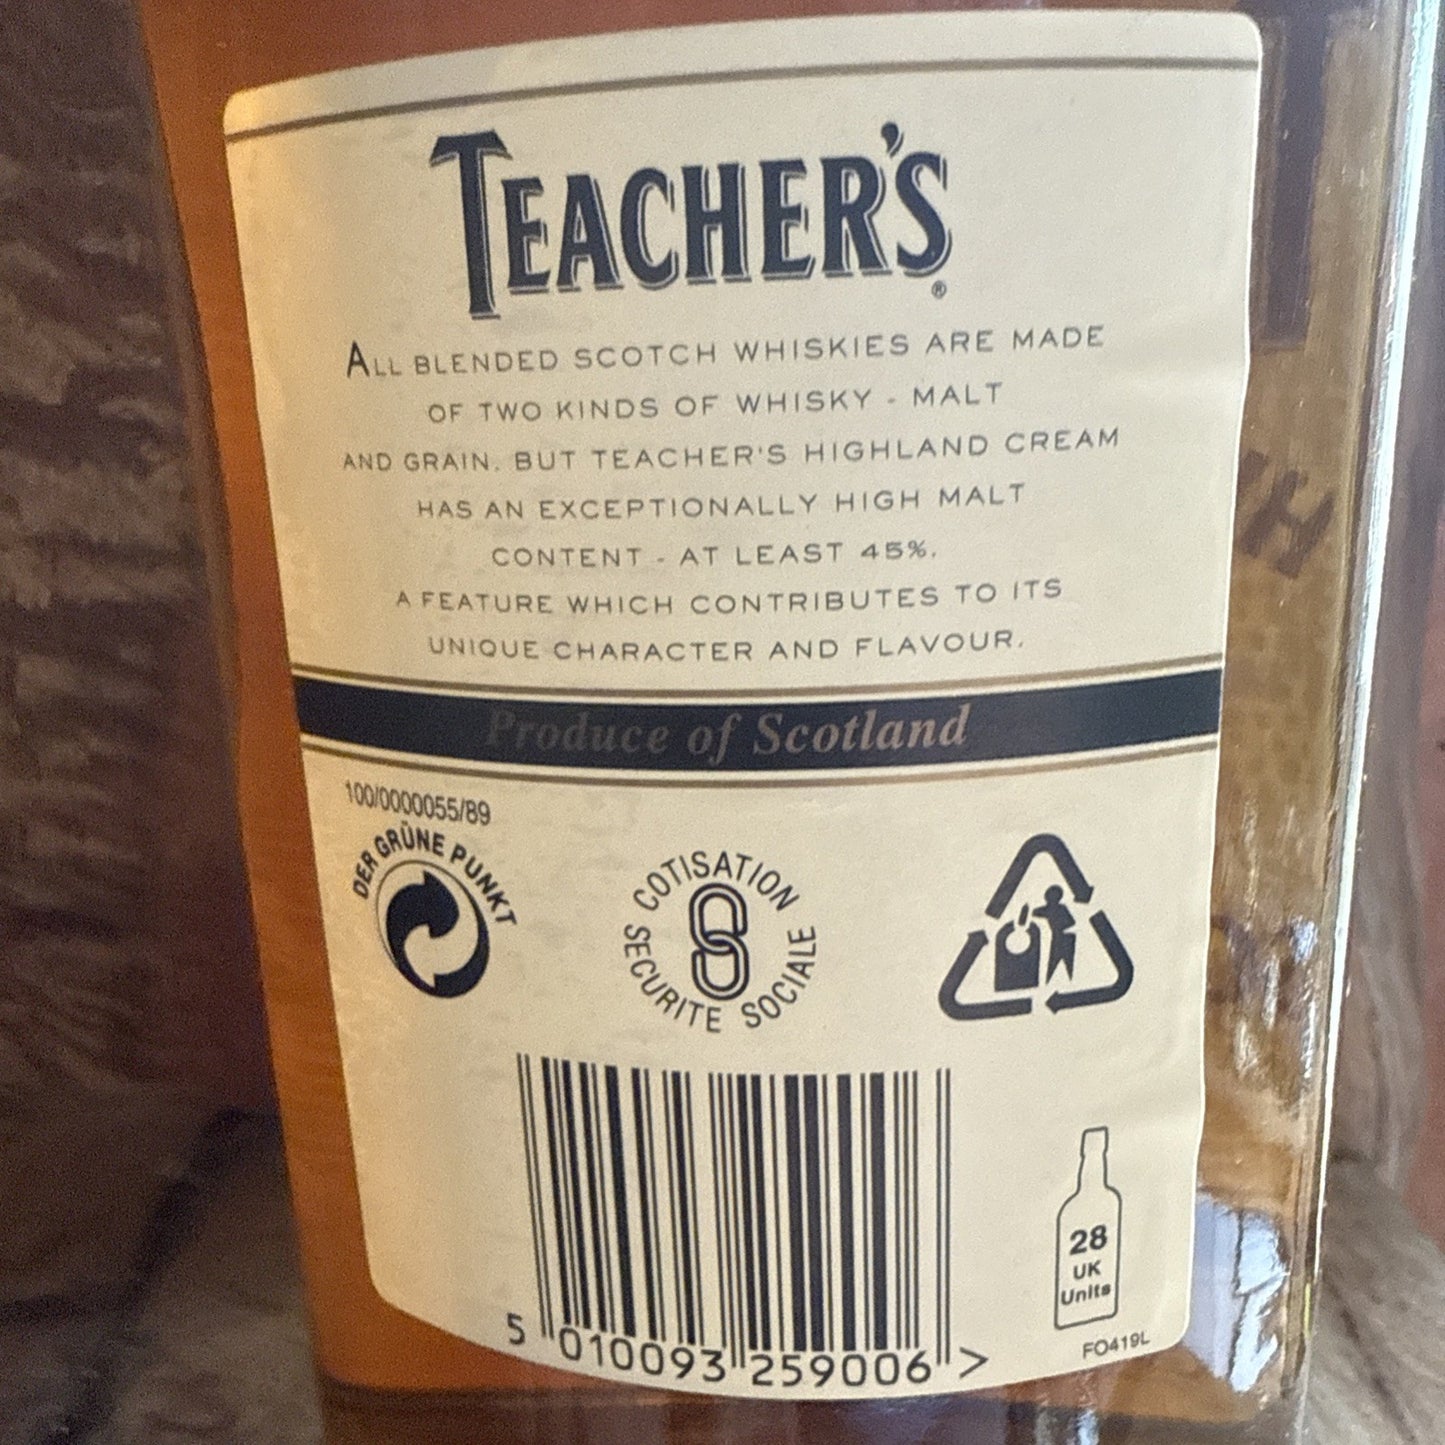 TEACHER'S®
ALL BLENDED SCOTCH WHISKIES ARE MADE
OF TWO KINDS OF WHISKY - MALT
AND GRAIN. BUT TEACHER'S HIGHLAND CREAM
HAS AN EXCEPTIONALLY HIGH MALT
CONTENT - AT LEAST 45%.
A FEATURE WHICH CONTRIBUTES TO ITS
UNIQUE CHARACTER AND FLAVOUR.
Produce of Scotland
100/0000055/89
DER GRÜNE PUNKT
COTISATION
SECURITE SOCIALE
28
UK
Units
5 010093 259006 >
FO419L